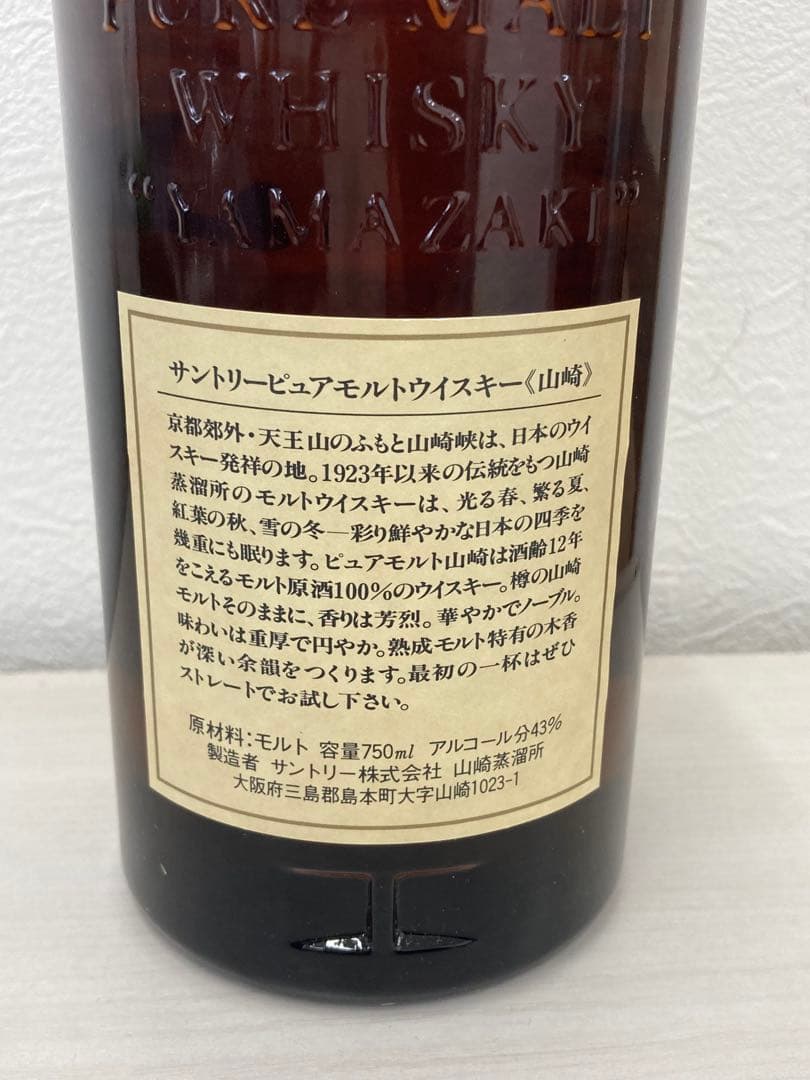 PURE MALT
WHISKY
"YAMAZAKI"
サントリーピュアモルトウイスキー《山崎》
京都郊外・天王山のふもと山崎峡は、日本のウイ
スキー発祥の地。1923年以来の伝統をもつ山崎
蒸溜所のモルトウイスキーは、光る春、繁る夏、
紅葉の秋、雪の冬―彩り鮮やかな日本の四季を
幾重にも眠ります。ピュアモルト山崎は酒齢12年
をこえるモルト原酒100%のウイスキー。樽の山崎
モルトそのままに、香りは芳烈。華やかでノーブル。
味わいは重厚で円やか。熟成モルト特有の木香
が深い余韻をつくります。最初の一杯はぜひ
ストレートでお試し下さい。
原材料:モルト 容量750ml アルコール分43%
製造者 サントリー株式会社 山崎蒸溜所
大阪府三島郡島本町大字山崎1023-1